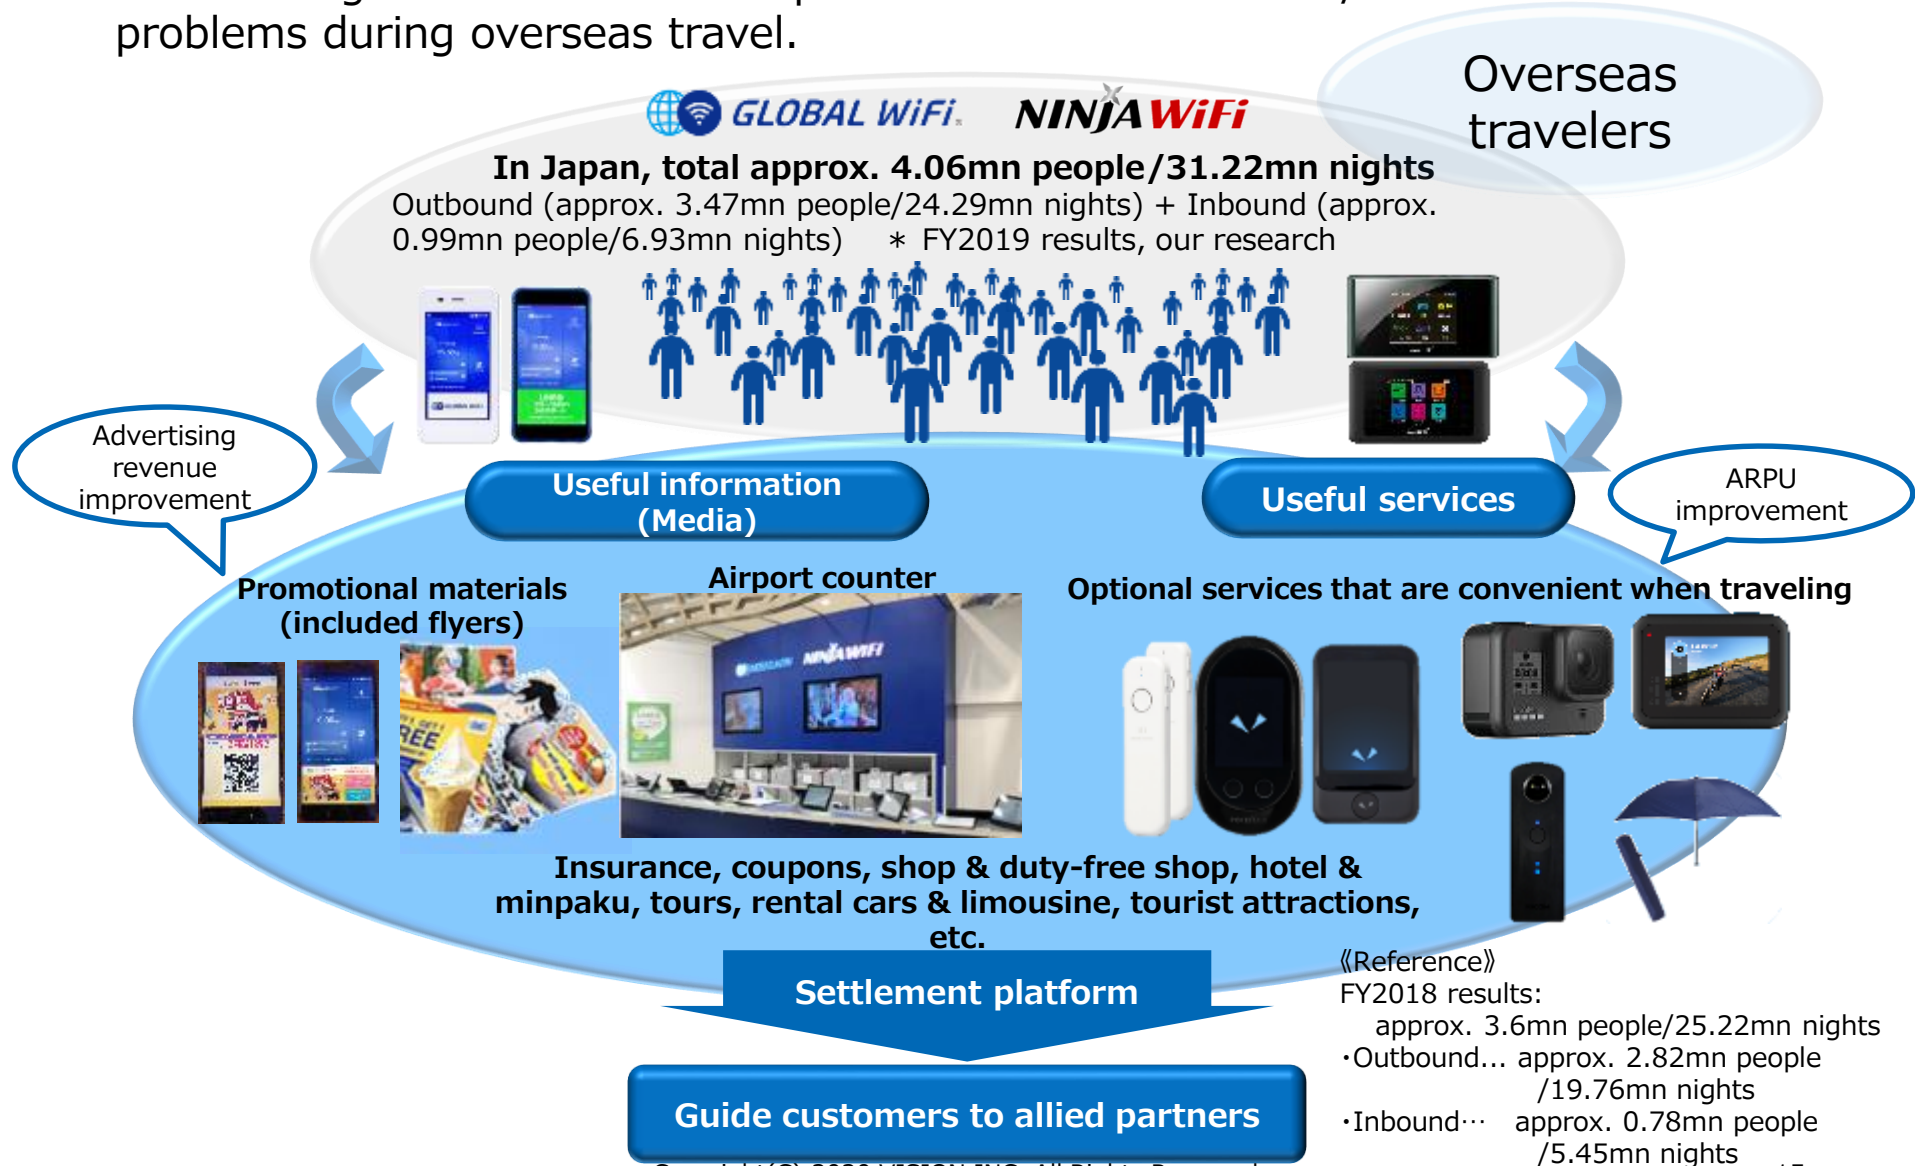 problems during overseas travel.
Overseas
travelers
GLOBAL WiFi
NINJA WiFi
In Japan, total approx. 4.06mn people/31.22mn nights
Outbound (approx. 3.47mn people/24.29mn nights) + Inbound (approx.
0.99mn people/6.93mn nights) ＊ FY2019 results, our research
GLOBAL WiFi
Advertising
revenue
improvement
Useful information
(Media)
Useful services
ARPU
improvement
Promotional materials
(included flyers)
Airport counter
Optional services that are convenient when traveling
NINJA WiFi
FREE
Insurance, coupons, shop & duty-free shop, hotel &
minpaku, tours, rental cars & limousine, tourist attractions,
etc.
Settlement platform
Guide customers to allied partners
《Reference》
FY2018 results:
approx. 3.6mn people/25.22mn nights
・Outbound... approx. 2.82mn people
/19.76mn nights
・Inbound… approx. 0.78mn people
/5.45mn nights